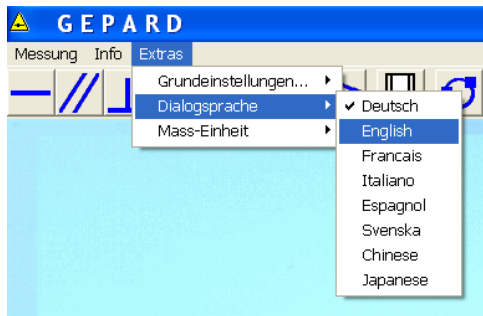 GEPARD
Messung Info Extras
Grundeinstellungen...
Dialogsprache
Mass-Einheit
✔ Deutsch
English
Francais
Italiano
Espagnol
Svenska
Chinese
Japanese